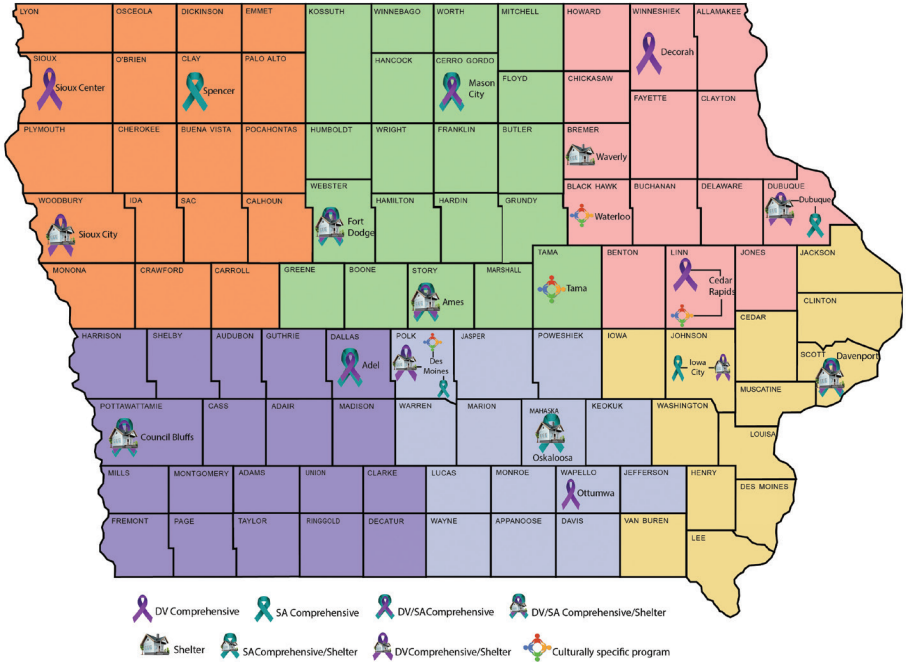 LYON
OSCEOLA
DICKINSON
EMMET
KOSSUTH
WINNEBAGO
WORTH
MITCHELL
HOWARD
WINNESHIEK
ALLAMAKEE
Decorah
SIOUX
Sioux Center
O'BRIEN
CLAY
Spencer
PALO ALTO
HANCOCK
CERRO GORDO
Mason
City
FLOYD
CHICKASAW
FAYETTE
CLAYTON
PLYMOUTH
CHEROKEE
BUENA VISTA
POCAHONTAS
HUMBOLDT
WRIGHT
FRANKLIN
BUTLER
BREMER
Waverly
WOODBURY
Sioux City
IDA
SAC
CALHOUN
WEBSTER
Fort
Dodge
HAMILTON
HARDIN
GRUNDY
BLACK HAWK
Waterloo
BUCHANAN
DELAWARE
DUBUQUE
Dubuque
MONONA
CRAWFORD
CARROLL
GREENE
BOONE
STORY
Ames
MARSHALL
TAMA
Tama
BENTON
LINN
Cedar
Rapids
JONES
JACKSON
CLINTON
HARRISON
SHELBY
AUDUBON
GUTHRIE
DALLAS
Adel
POLK
Des
Moines
JASPER
POWESHIEK
IOWA
JOHNSON
Iowa
City
CEDAR
SCOTT
Davenport
MUSCATINE
POTTAWATTAMIE
Council Bluffs
CASS
ADAIR
MADISON
WARREN
MARION
MAHASKA
Oskaloosa
KEOKUK
WASHINGTON
LOUISA
MILLS
MONTGOMERY
ADAMS
UNION
CLARKE
LUCAS
MONROE
WAPELLO
Ottumwa
JEFFERSON
HENRY
DES MOINES
FREMONT
PAGE
TAYLOR
RINGGOLD
DECATUR
WAYNE
APPANOOSE
DAVIS
VAN BUREN
LEE
DV Comprehensive
SA Comprehensive
DV/SAComprehensive
DV/SA Comprehensive/Shelter
Shelter
SAComprehensive/Shelter
DVComprehensive/Shelter
Culturally specific program